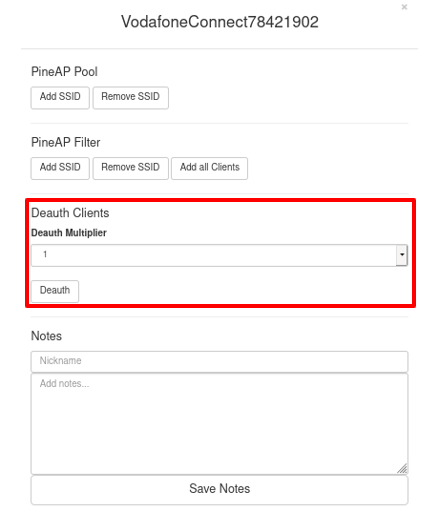 ×
VodafoneConnect78421902
PineAP Pool
Add SSID Remove SSID
PineAP Filter
Add SSID Remove SSID Add all Clients
Deauth Clients
Deauth Multiplier
1
Deauth
Notes
Nickname
Add notes...
Save Notes